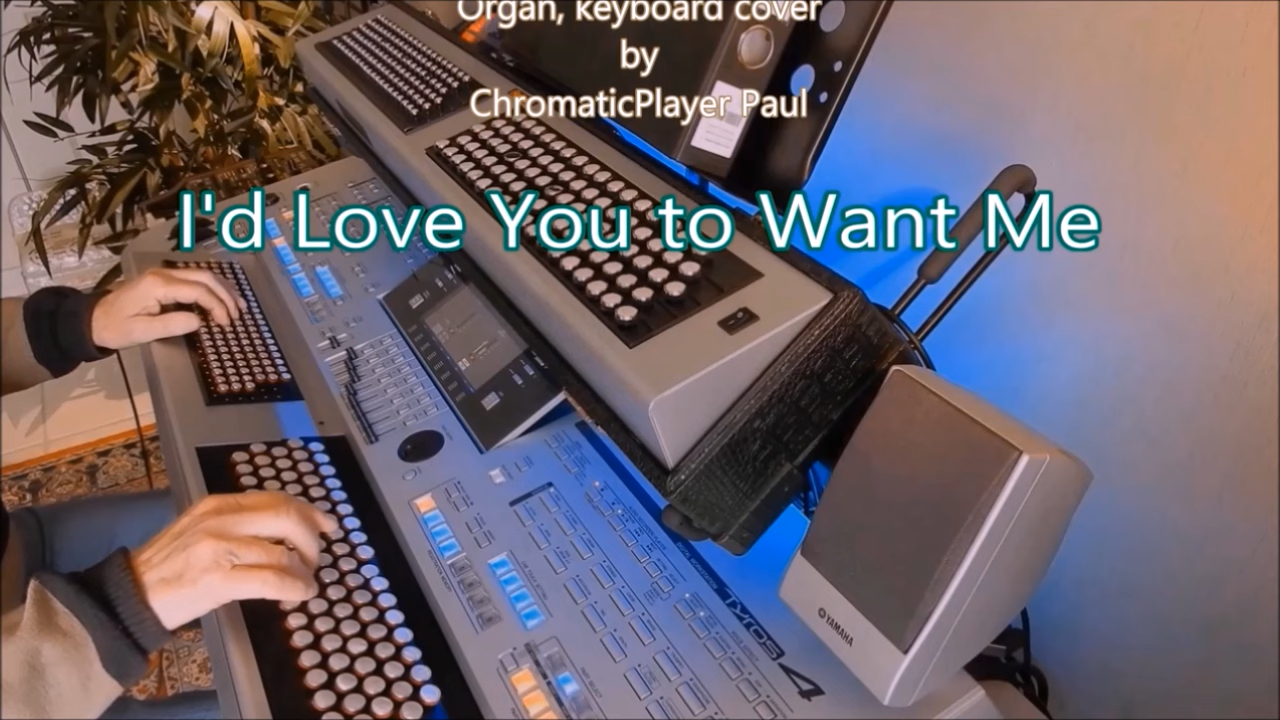 Organ, keyboard cover
by
ChromaticPlayer Paul
I'd Love You to Want Me
Tyros4
YAMAHA